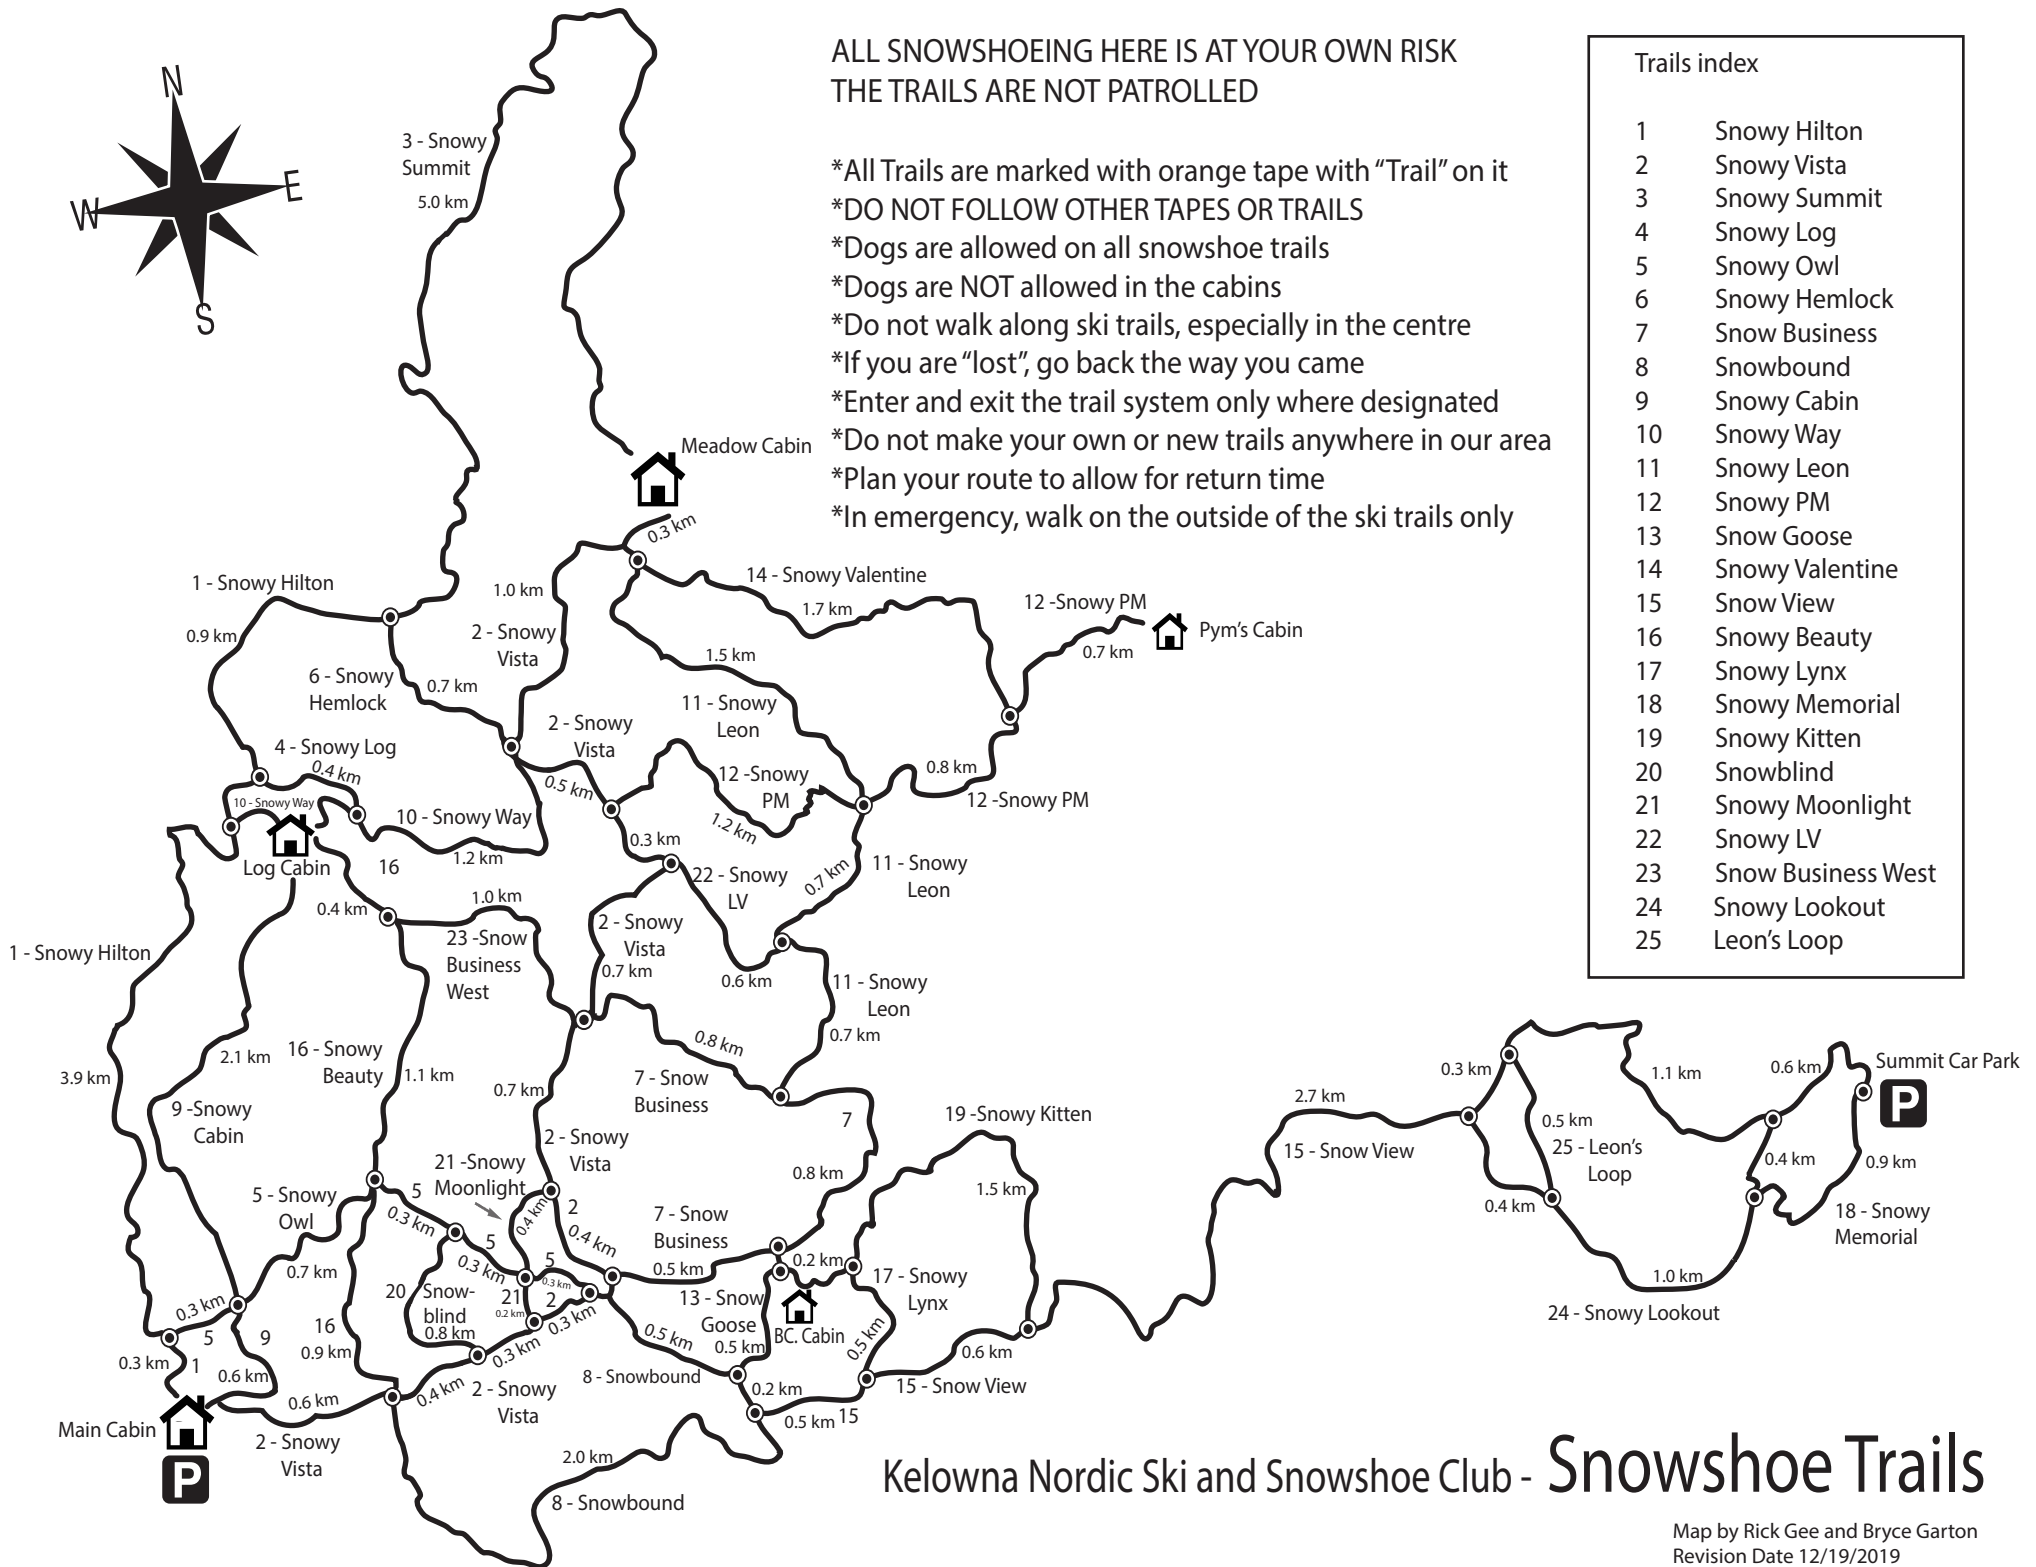 ALL SNOWSHOEING HERE IS AT YOUR OWN RISK
THE TRAILS ARE NOT PATROLLED
*All Trails are marked with orange tape with “Trail” on it
*DO NOT FOLLOW OTHER TAPES OR TRAILS
*Dogs are allowed on all snowshoe trails
*Dogs are NOT allowed in the cabins
*Do not walk along ski trails, especially in the centre
*If you are “lost”, go back the way you came
*Enter and exit the trail system only where designated
*Do not make your own or new trails anywhere in our area
*Plan your route to allow for return time
*In emergency, walk on the outside of the ski trails only
Trails index
1 Snowy Hilton
2 Snowy Vista
3 Snowy Summit
4 Snowy Log
5 Snowy Owl
6 Snowy Hemlock
7 Snow Business
8 Snowbound
9 Snowy Cabin
10 Snowy Way
11 Snowy Leon
12 Snowy PM
13 Snow Goose
14 Snowy Valentine
15 Snow View
16 Snowy Beauty
17 Snowy Lynx
18 Snowy Memorial
19 Snowy Kitten
20 Snowblind
21 Snowy Moonlight
22 Snowy LV
23 Snow Business West
24 Snowy Lookout
25 Leon's Loop
N
E
W
S
3 - Snowy
Summit
5.0 km
Meadow Cabin
0.3 km
1 - Snowy Hilton
0.9 km
1.0 km
2 - Snowy
Vista
14 - Snowy Valentine
1.7 km
12 -Snowy PM
0.7 km
Pym's Cabin
6 - Snowy
Hemlock
0.7 km
1.5 km
11 - Snowy
Leon
2 - Snowy
Vista
0.5 km
4 - Snowy Log
0.4 km
12 -Snowy
PM
1.2 km
0.8 km
12 -Snowy PM
10 - Snowy Way
10 - Snowy Way
1.2 km
0.3 km
Log Cabin
16
0.4 km
22 - Snowy
LV
0.7 km
11 - Snowy
Leon
1.0 km
23 -Snow
Business
West
2 - Snowy
Vista
0.7 km
0.6 km
11 - Snowy
Leon
0.7 km
1 - Snowy Hilton
3.9 km
2.1 km
9 -Snowy
Cabin
16 - Snowy
Beauty
1.1 km
0.7 km
0.8 km
7 - Snow
Business
7
0.8 km
2 - Snowy
Vista
21 -Snowy
Moonlight
0.4 km
2
0.4 km
5 - Snowy
Owl
0.7 km
5
0.3 km
5
0.3 km
5
0.3 km
7 - Snow
Business
0.5 km
0.2 km
19 -Snowy Kitten
1.5 km
17 - Snowy
Lynx
0.5 km
13 - Snow
Goose
0.5 km
BC. Cabin
20 Snow-
blind
0.8 km
21
0.2 km
2
0.3 km
0.3 km
0.3 km
5
9
16
0.9 km
0.3 km
1
0.6 km
0.6 km
0.4 km
2 - Snowy
Vista
0.5 km
8 - Snowbound
0.2 km
0.5 km 15
0.6 km
15 - Snow View
Main Cabin
P
2 - Snowy
Vista
2.0 km
8 - Snowbound
2.7 km
15 - Snow View
0.3 km
0.5 km
25 - Leon's
Loop
0.4 km
1.1 km
0.6 km
Summit Car Park
P
0.4 km
0.9 km
18 - Snowy
Memorial
1.0 km
24 - Snowy Lookout
Kelowna Nordic Ski and Snowshoe Club - Snowshoe Trails
Map by Rick Gee and Bryce Garton
Revision Date 12/19/2019